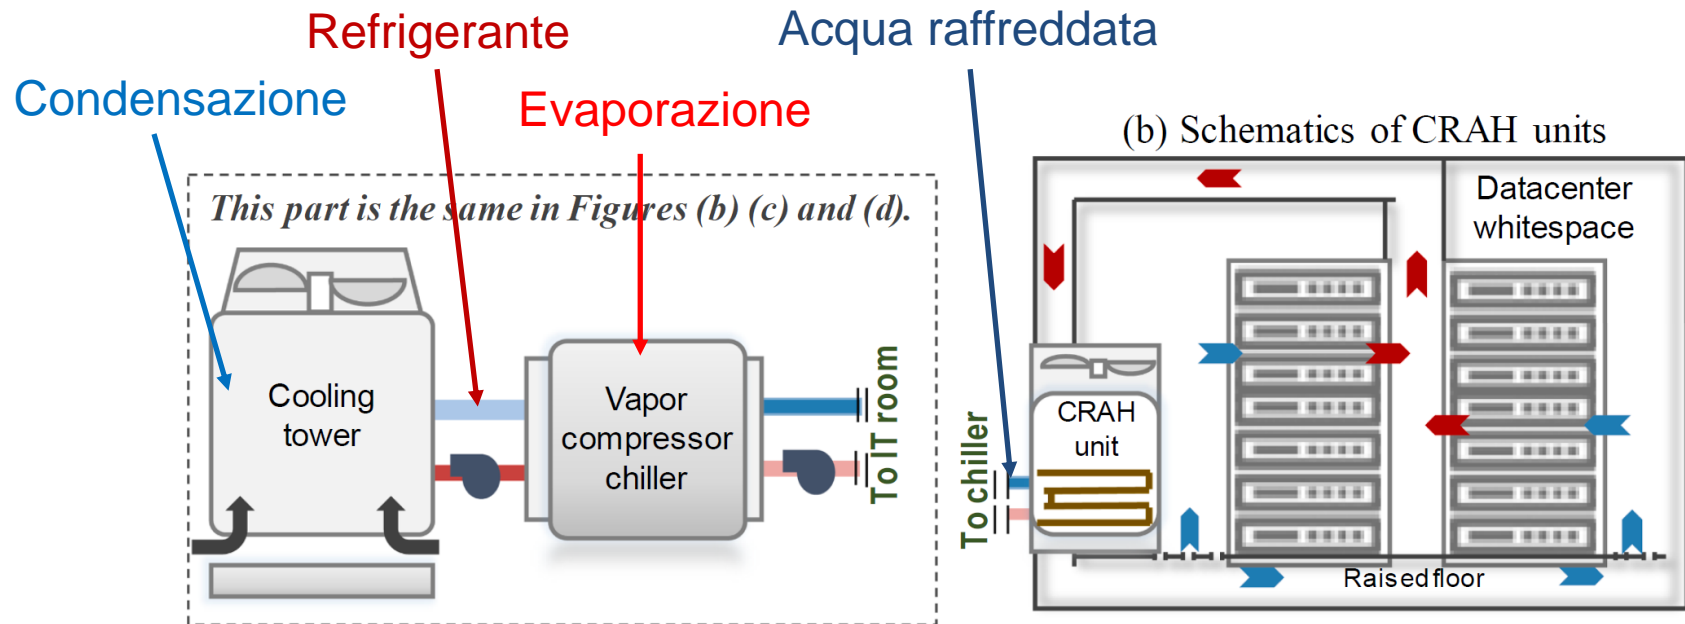 Refrigerante
Acqua raffreddata
Condensazione
Evaporazione
(b) Schematics of CRAH units
This part is the same in Figures (b) (c) and (d).
Datacenter
whitespace
Cooling
tower
Vapor
compressor
chiller
To IT room
To chiller
CRAH
unit
Raised floor